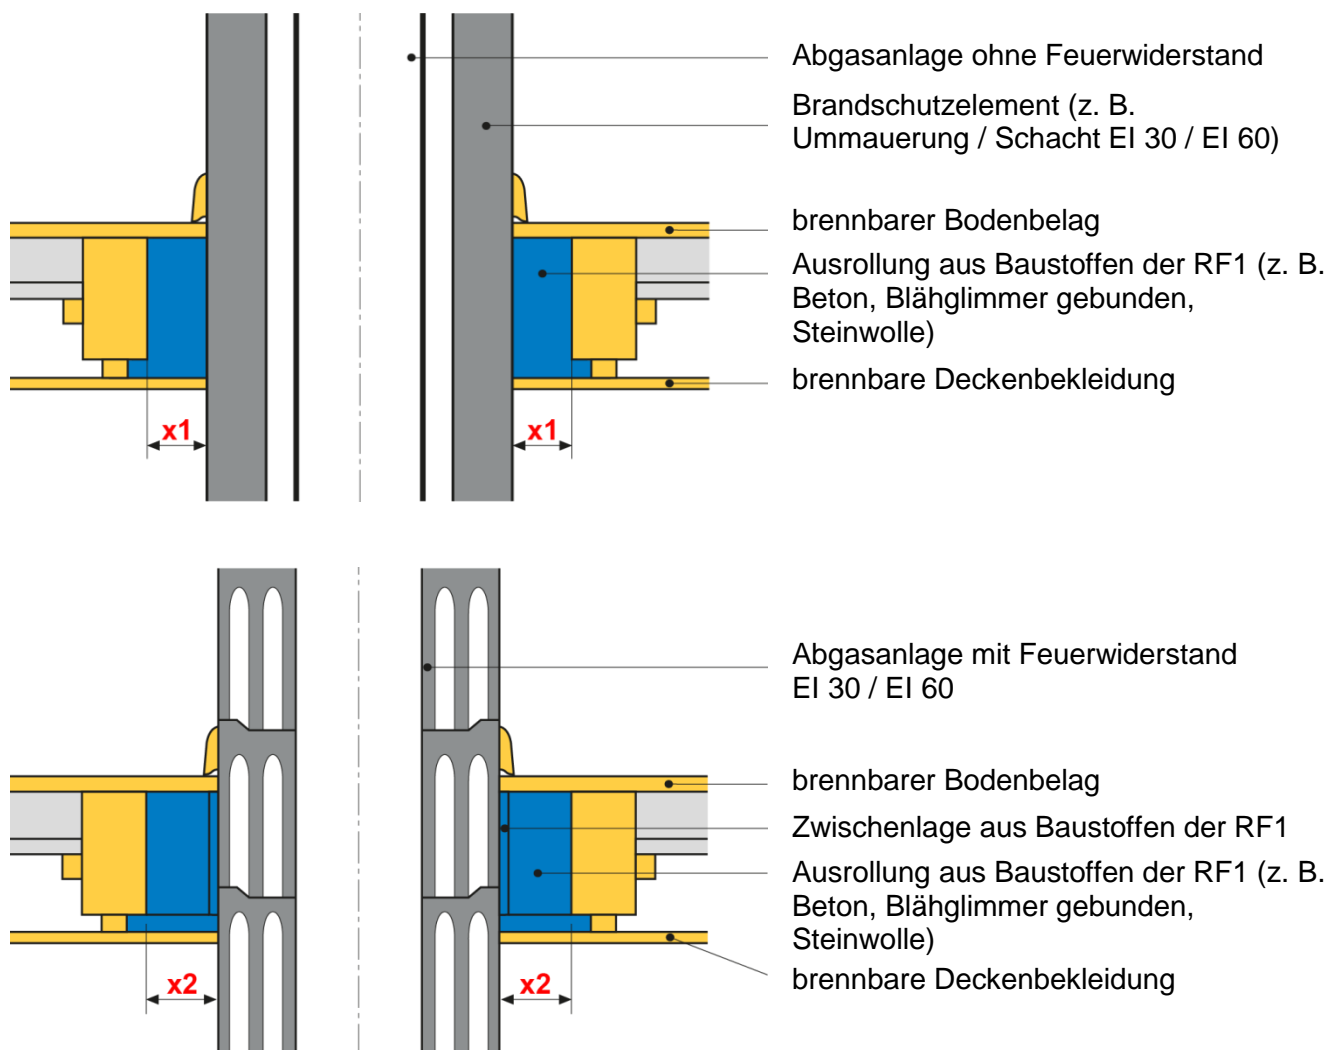 Abgasanlage ohne Feuerwiderstand
Brandschutzelement (z. B.
Ummauerung / Schacht EI 30 / EI 60)
brennbarer Bodenbelag
Ausrollung aus Baustoffen der RF1 (z. B.
Beton, Blähglimmer gebunden,
Steinwolle)
brennbare Deckenbekleidung
x1
x1
Abgasanlage mit Feuerwiderstand
EI 30 / EI 60
brennbarer Bodenbelag
Zwischenlage aus Baustoffen der RF1
Ausrollung aus Baustoffen der RF1 (z. B.
Beton, Blähglimmer gebunden,
Steinwolle)
brennbare Deckenbekleidung
x2
x2